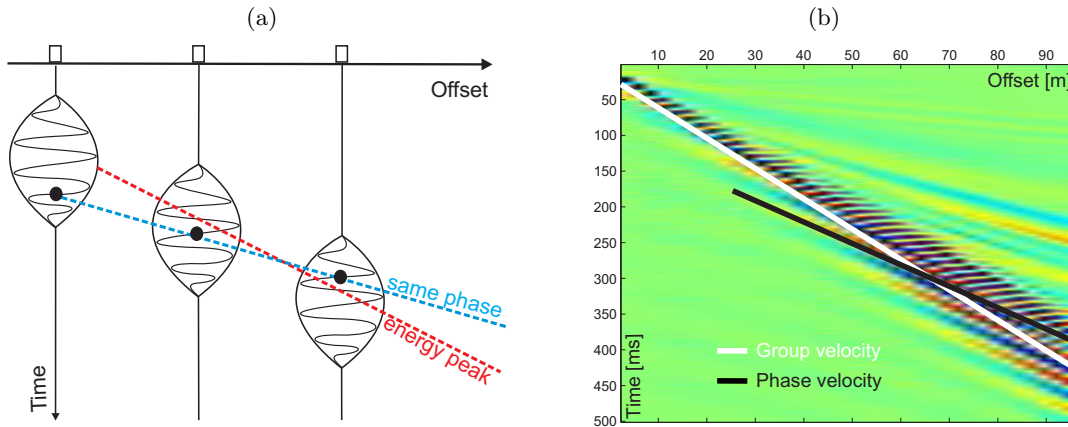 (a)
Offset
Time
same phase
energy peak
(b)
10 20 30 40 50 60 70 80 90
Offset [m]
50
100
150
200
250
300
350
400
450
500
Time [ms]
Group velocity
Phase velocity